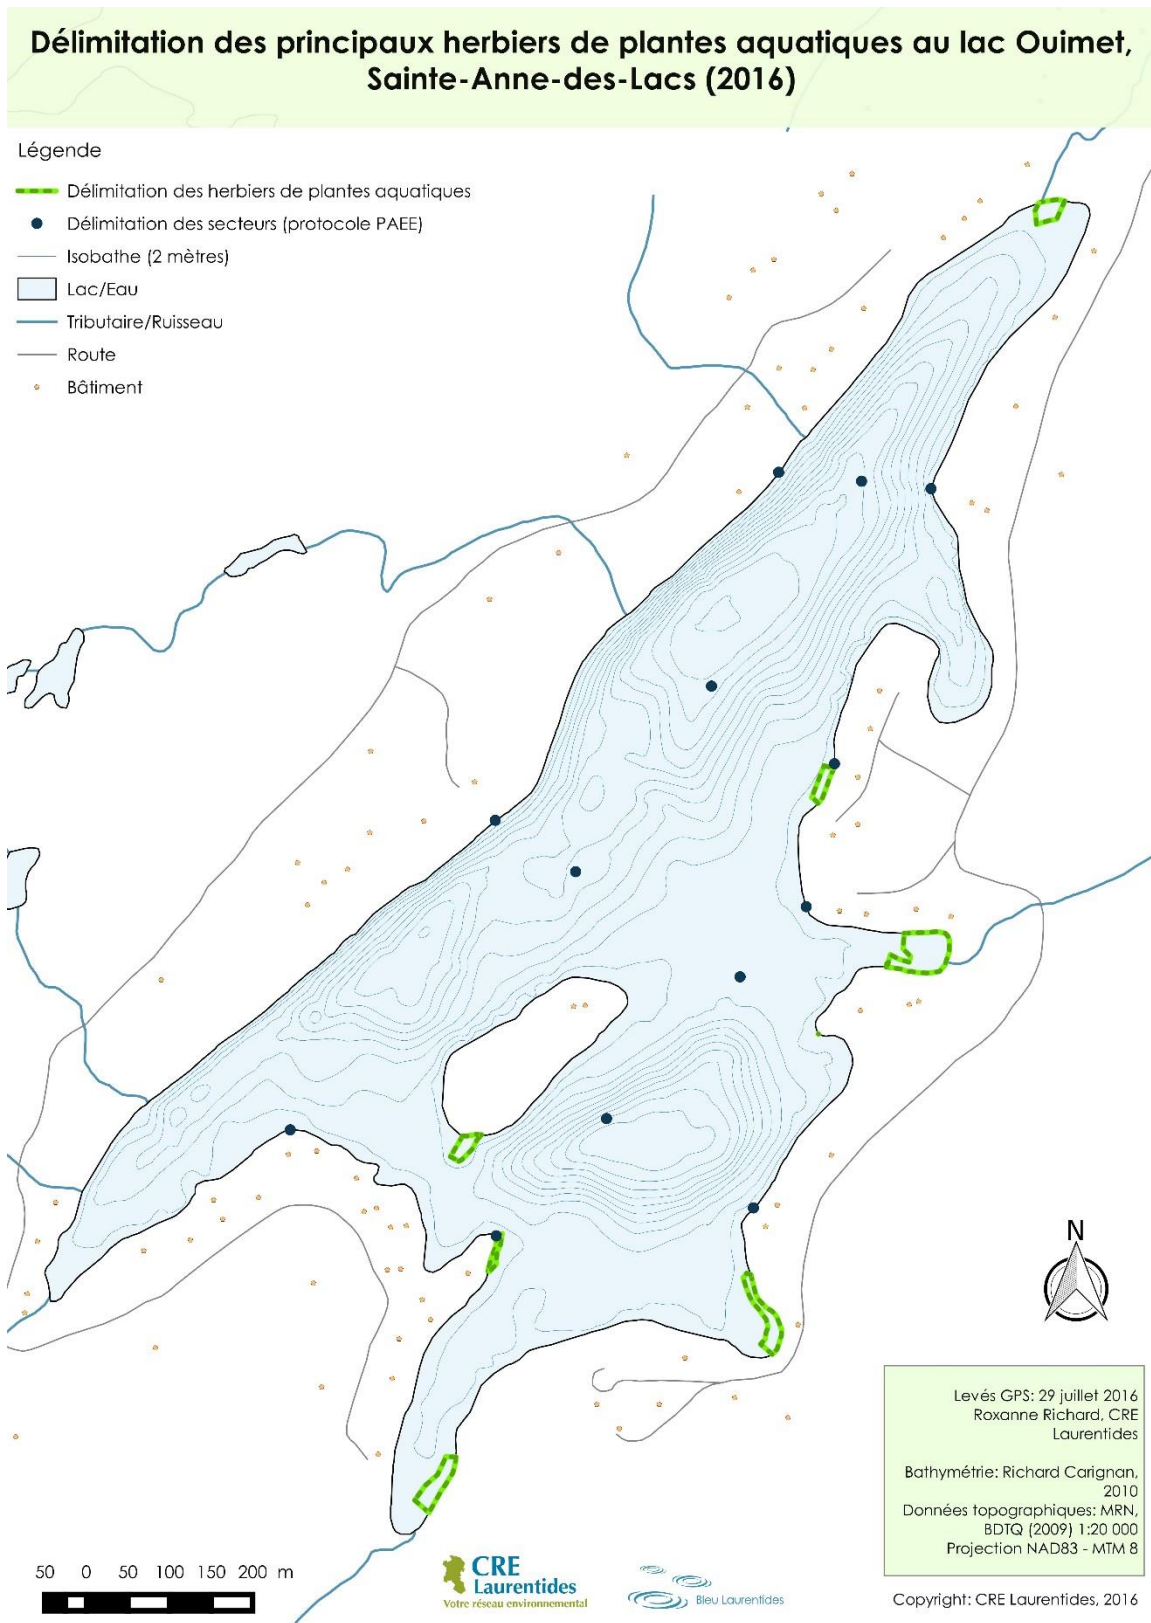 Délimitation des principaux herbiers de plantes aquatiques au lac Ouimet,
Sainte-Anne-des-Lacs (2016)
Légende
Délimitation des herbiers de plantes aquatiques
Délimitation des secteurs (protocole PAEE)
Isobathe (2 mètres)
Lac/Eau
Tributaire/Ruisseau
Route
Bâtiment
N
Levés GPS: 29 juillet 2016
Roxanne Richard, CRE
Laurentides
Bathymétrie: Richard Carignan,
2010
Données topographiques: MRN,
BDTQ (2009) 1:20 000
Projection NAD83 - MTM 8
50 0 50 100 150 200 m
CRE
Laurentides
Votre réseau environnemental
Bleu Laurentides
Copyright: CRE Laurentides, 2016